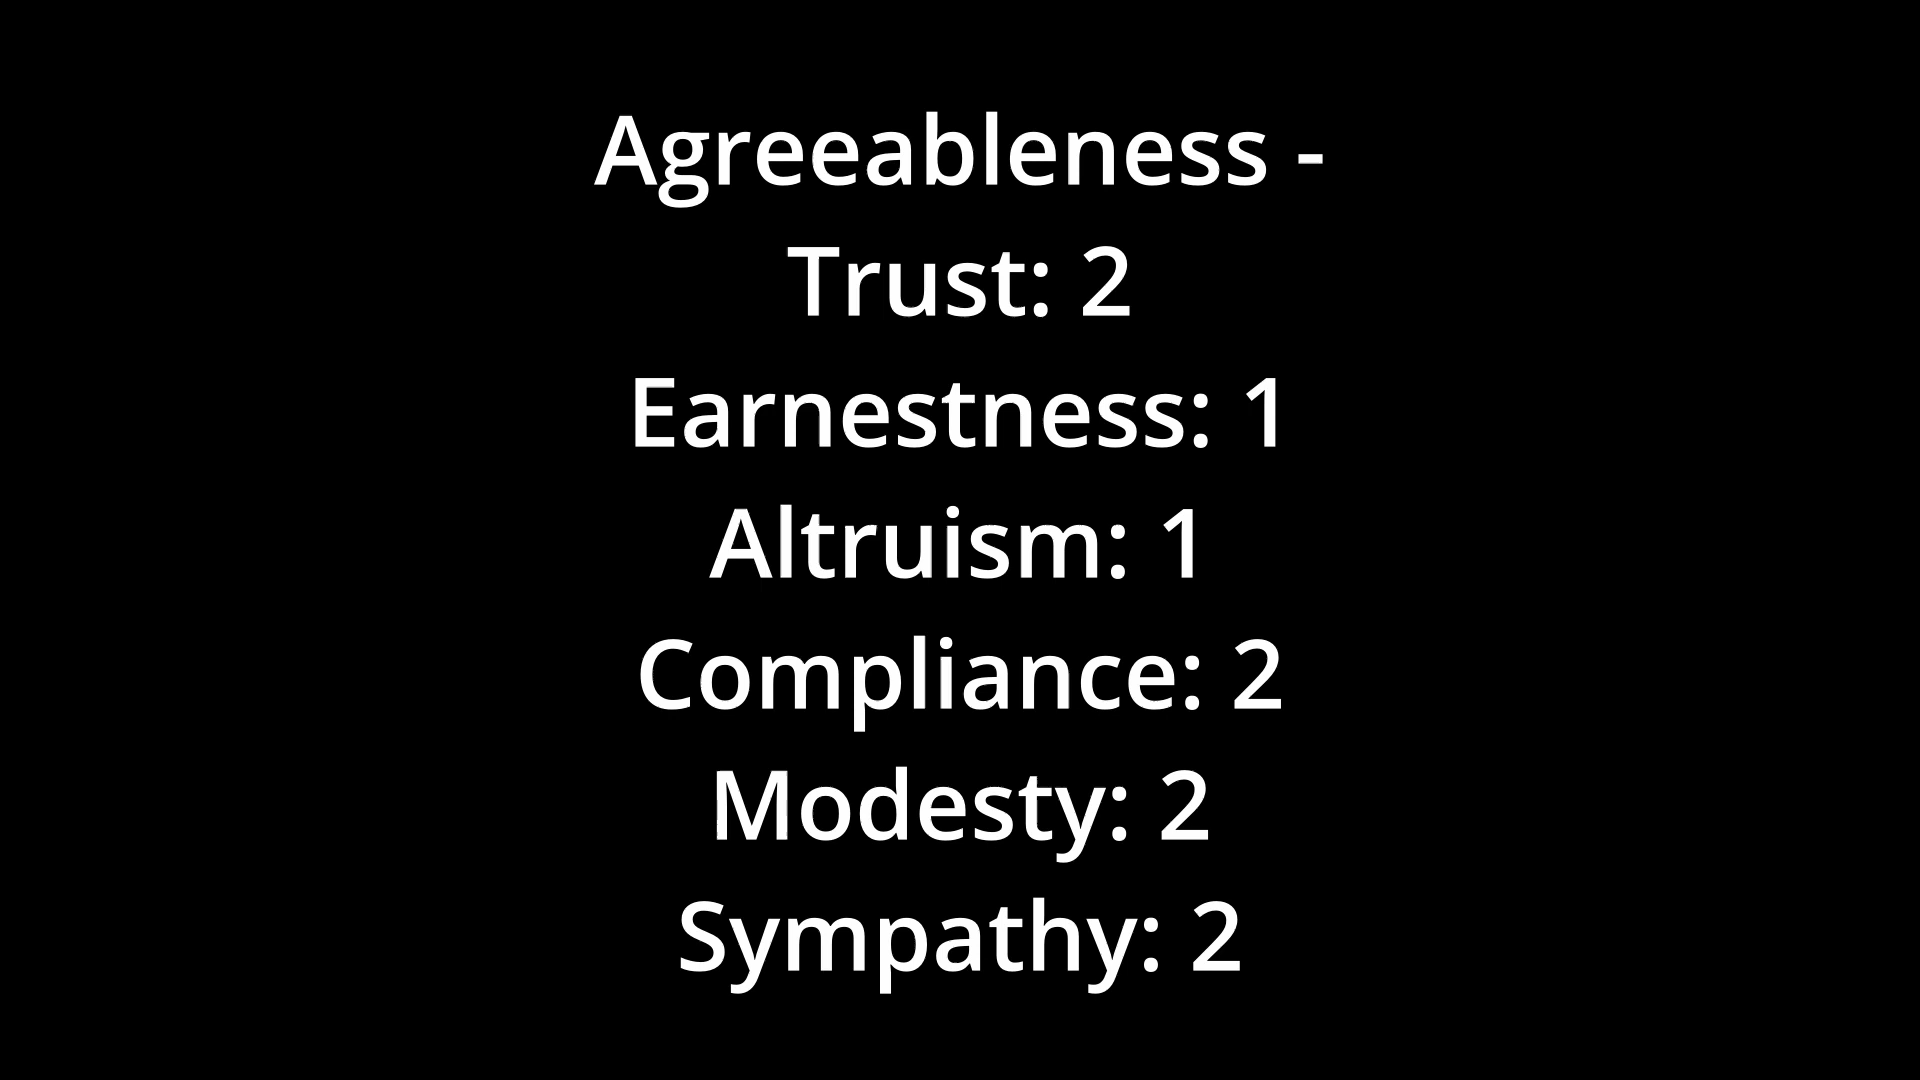 Agreeableness -
Trust: 2
Earnestness: 1
Altruism: 1
Compliance: 2
Modesty: 2
Sympathy: 2